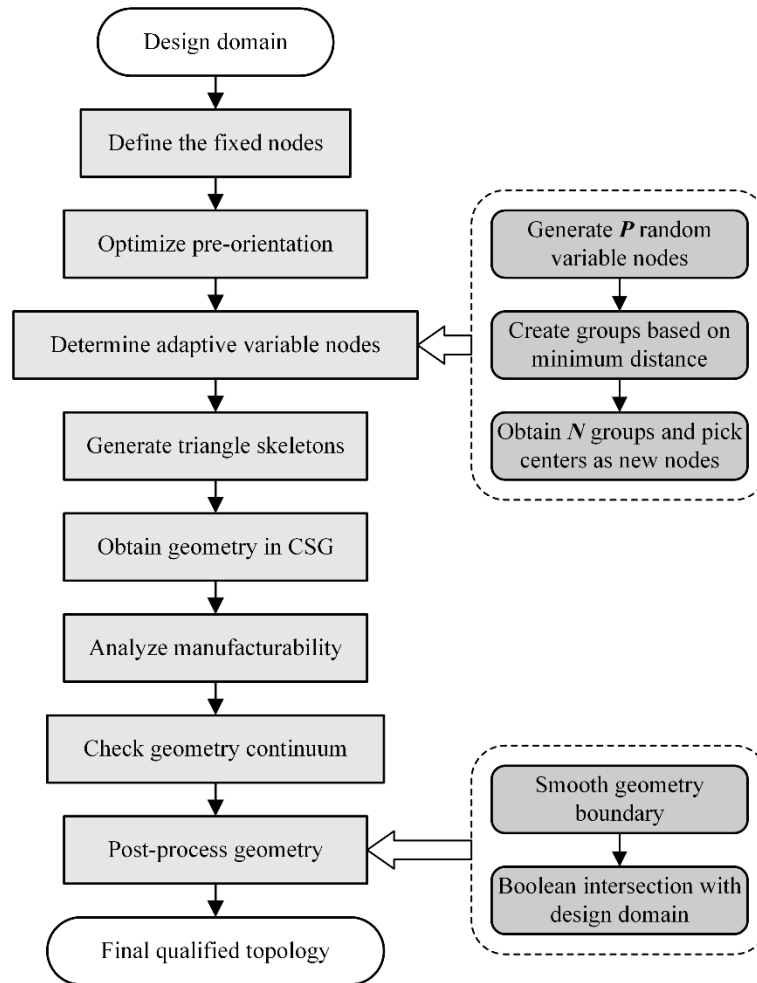 Design domain
Define the fixed nodes
Optimize pre-orientation
Determine adaptive variable nodes
Generate triangle skeletons
Obtain geometry in CSG
Analyze manufacturability
Check geometry continuum
Post-process geometry
Final qualified topology
Generate P random
variable nodes
Create groups based on
minimum distance
Obtain N groups and pick
centers as new nodes
Smooth geometry
boundary
Boolean intersection with
design domain